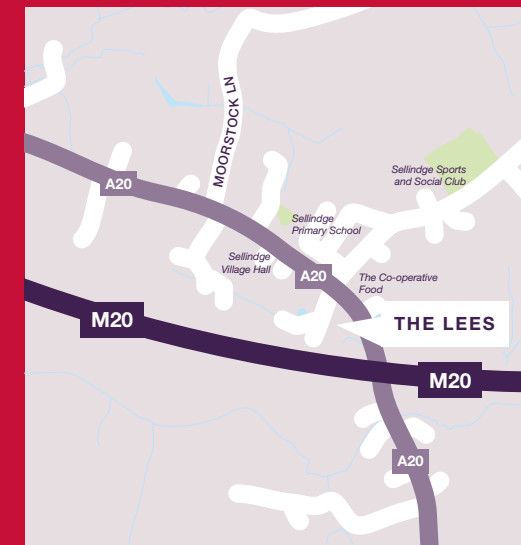 MOORSTOCK LN
Sellindge Sports
and Social Club
A20
Sellindge
Primary School
Sellindge
Village Hall
A20
The Co-operative
Food
M20
THE LEES
M20
A20